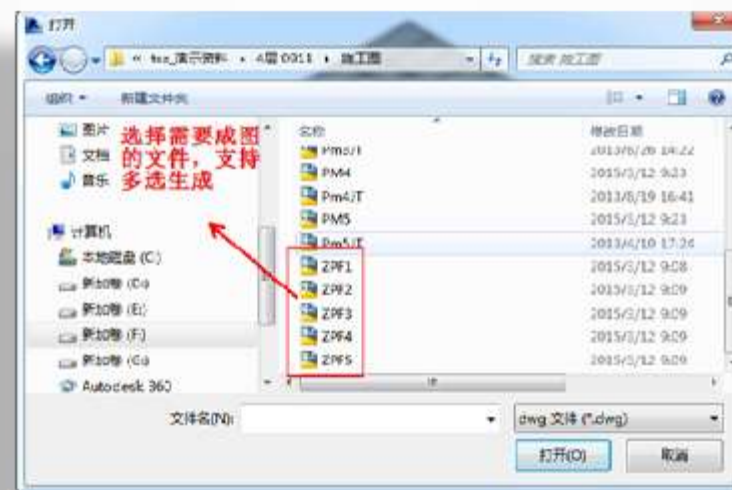 打开
« tss_演示资料 ▸ 4层0011 ▸ 施工图
搜索 施工图
组织 ▾ 新建文件夹
图片
文档
音乐
选择需要成图
的文件，支持
多选生成
计算机
本地磁盘 (C:)
新加卷 (D:)
新加卷 (E:)
新加卷 (F:)
新加卷 (G:)
Autodesk 360
名称 修改日期
PM4 2015/3/12 9:23
Pm4JT 2013/8/19 16:41
PM5 2015/3/12 9:23
Pm5JT 2013/4/10 17:24
ZPF1 2015/3/12 9:08
ZPF2 2015/3/12 9:09
ZPF3 2015/3/12 9:09
ZPF4 2015/3/12 9:09
ZPF5 2015/3/12 9:09
文件名(N):
dwg 文件 (*.dwg)
打开(O) 取消